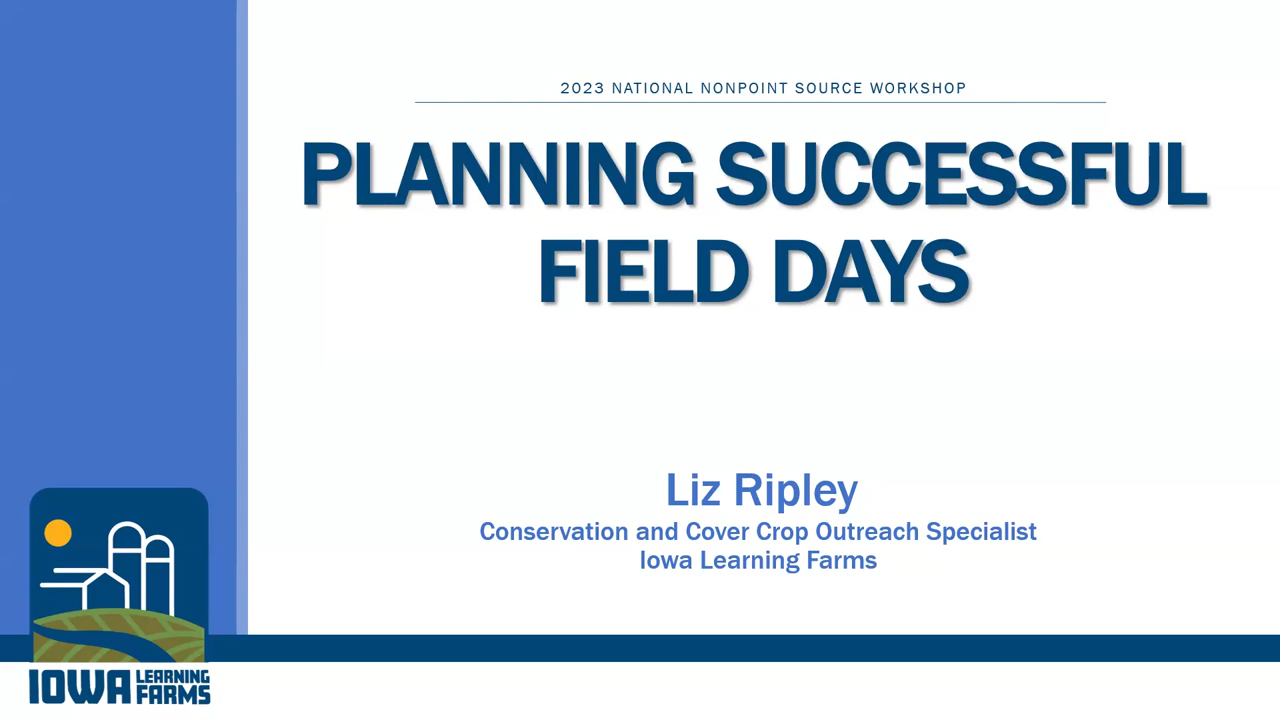 2023 NATIONAL NONPOINT SOURCE WORKSHOP
PLANNING SUCCESSFUL
FIELD DAYS
Liz Ripley
Conservation and Cover Crop Outreach Specialist
Iowa Learning Farms
IOWA LEARNING
FARMS